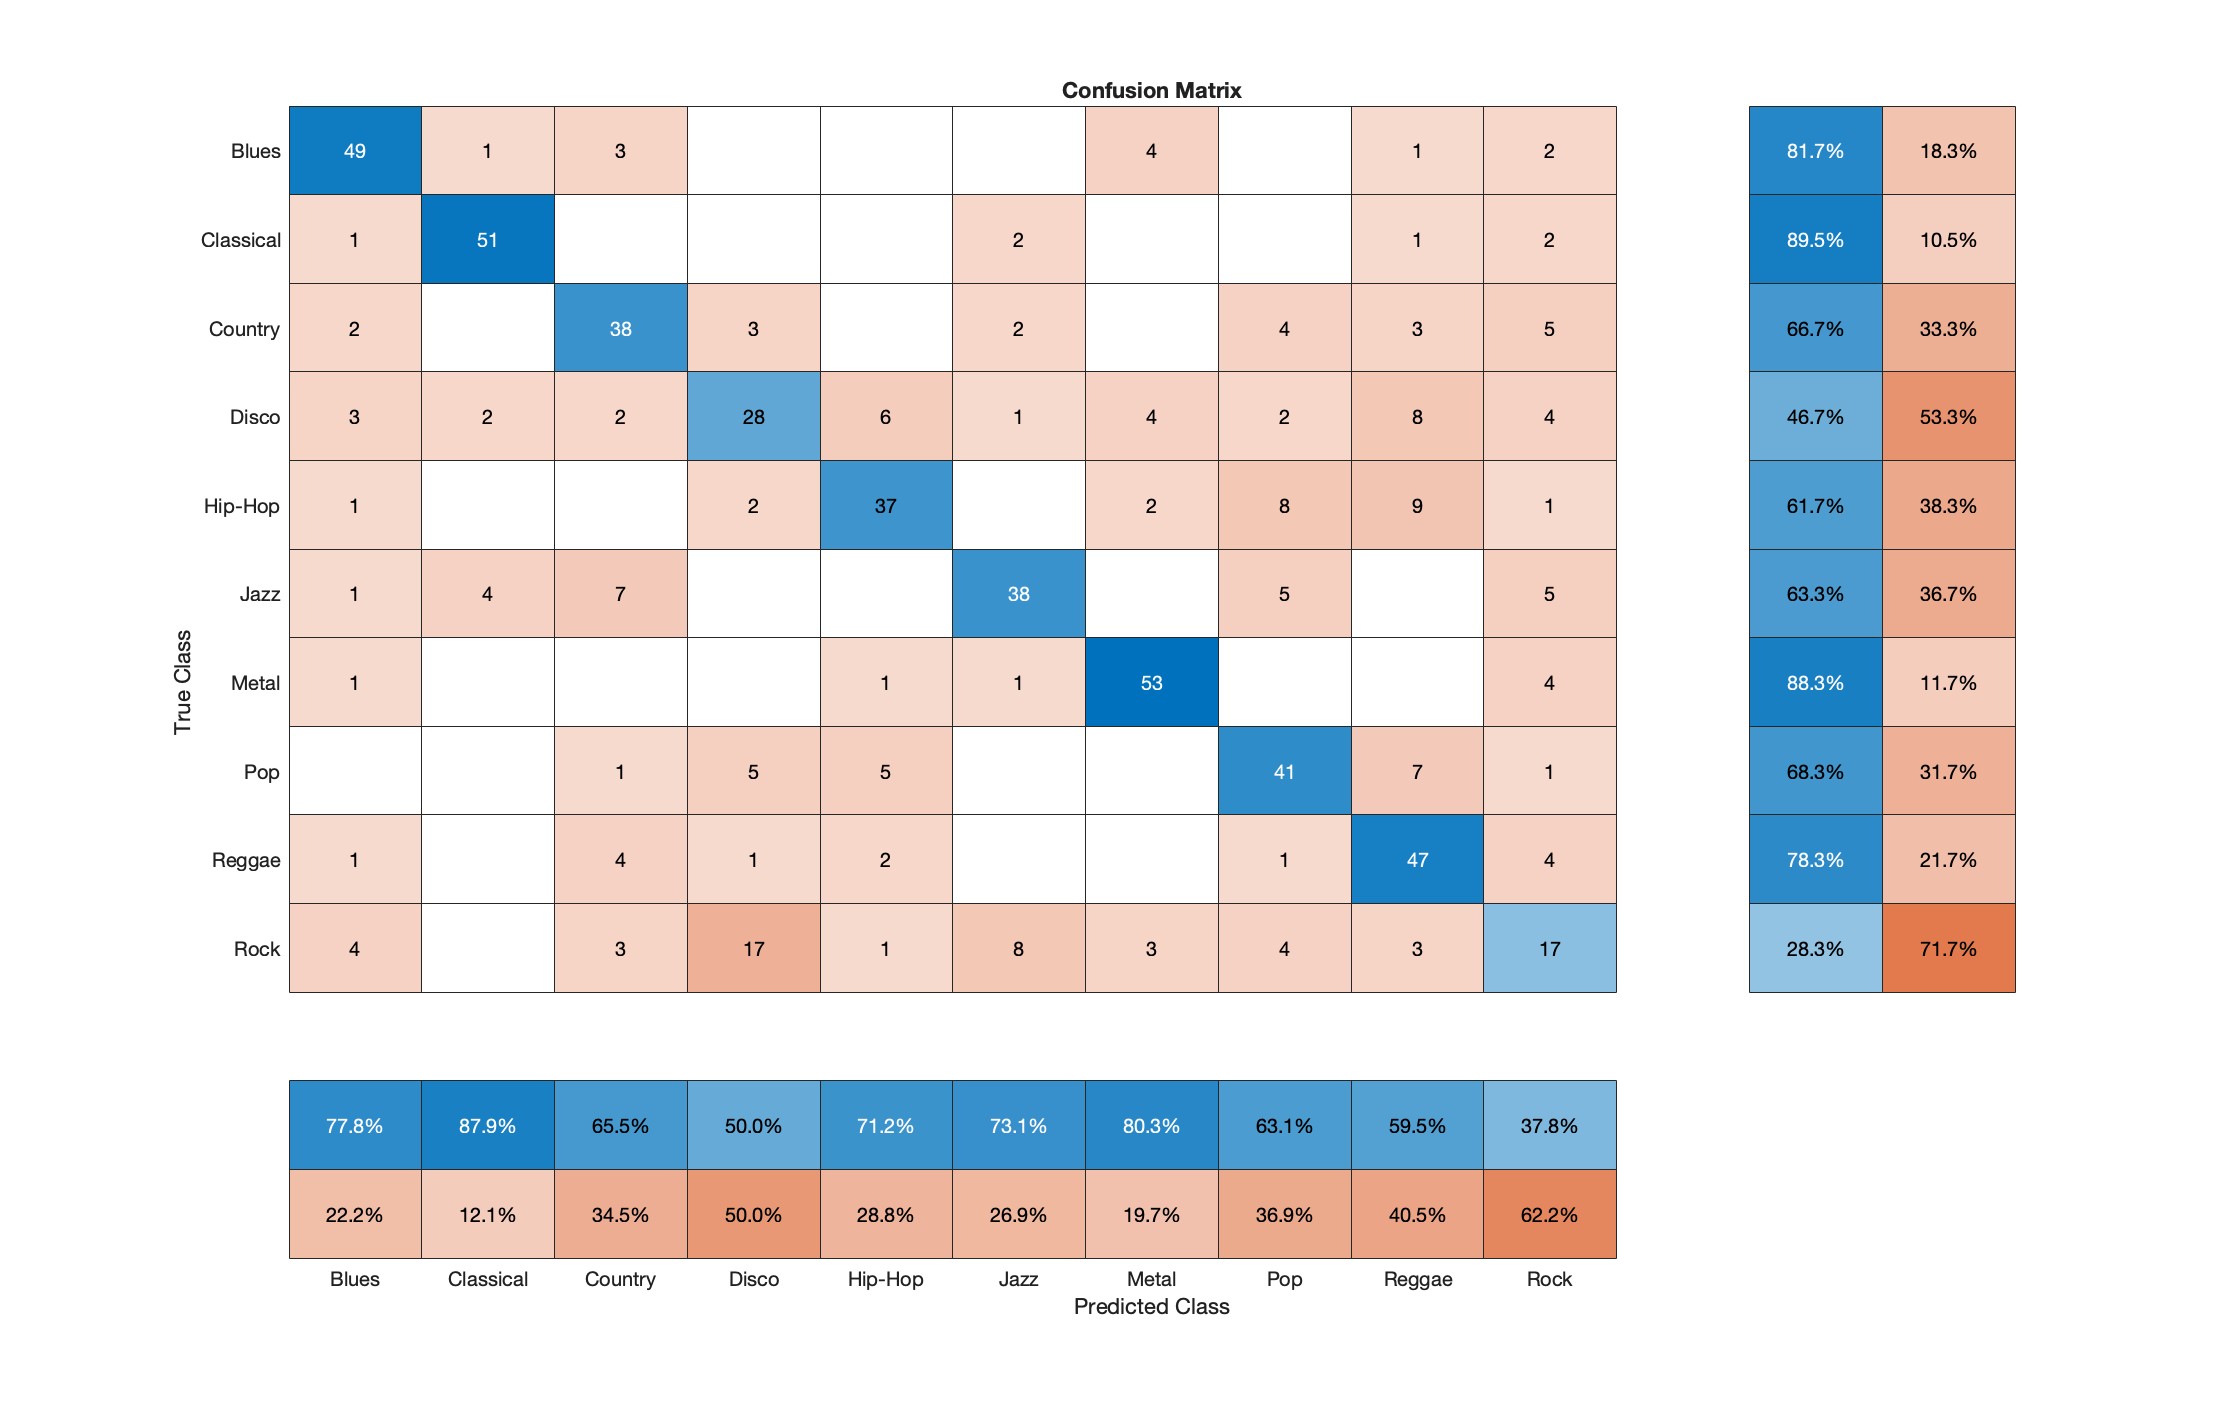 Confusion Matrix
Blues 49 1 3 4 1 2 81.7% 18.3%
Classical 1 51 2 1 2 89.5% 10.5%
Country 2 38 3 2 4 3 5 66.7% 33.3%
Disco 3 2 2 28 6 1 4 2 8 4 46.7% 53.3%
Hip-Hop 1 2 37 2 8 9 1 61.7% 38.3%
Jazz 1 4 7 38 5 5 63.3% 36.7%
Metal 1 1 1 53 4 88.3% 11.7%
Pop 1 5 5 41 7 1 68.3% 31.7%
Reggae 1 4 1 2 1 47 4 78.3% 21.7%
Rock 4 3 17 1 8 3 4 3 17 28.3% 71.7%
True Class
77.8% 87.9% 65.5% 50.0% 71.2% 73.1% 80.3% 63.1% 59.5% 37.8%
22.2% 12.1% 34.5% 50.0% 28.8% 26.9% 19.7% 36.9% 40.5% 62.2%
Blues Classical Country Disco Hip-Hop Jazz Metal Pop Reggae Rock
Predicted Class